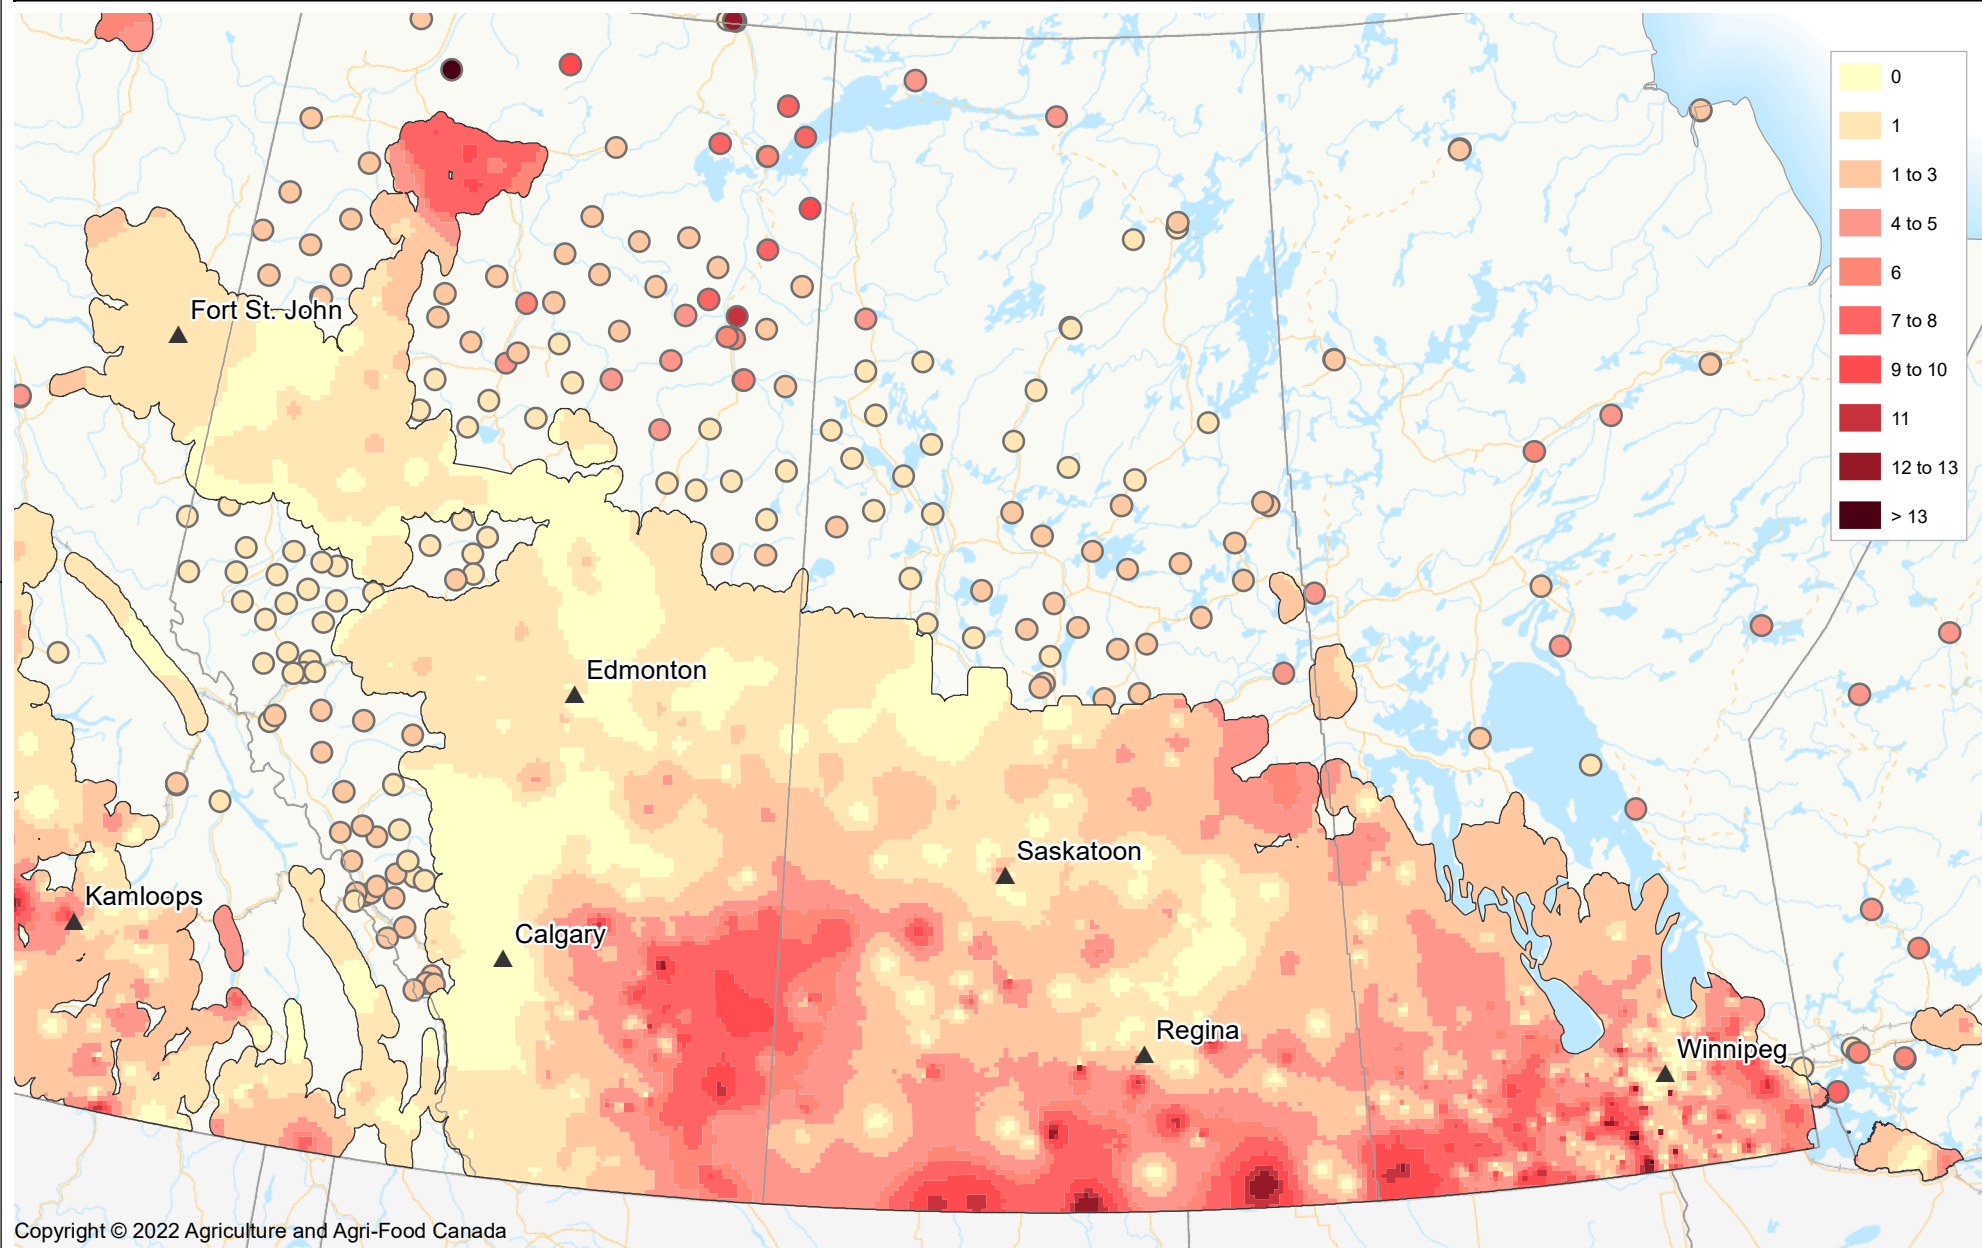 0
1
1 to 3
4 to 5
6
7 to 8
9 to 10
11
12 to 13
> 13
Fort St. John
Edmonton
Saskatoon
Kamloops
Calgary
Regina
Winnipeg
Copyright © 2022 Agriculture and Agri-Food Canada